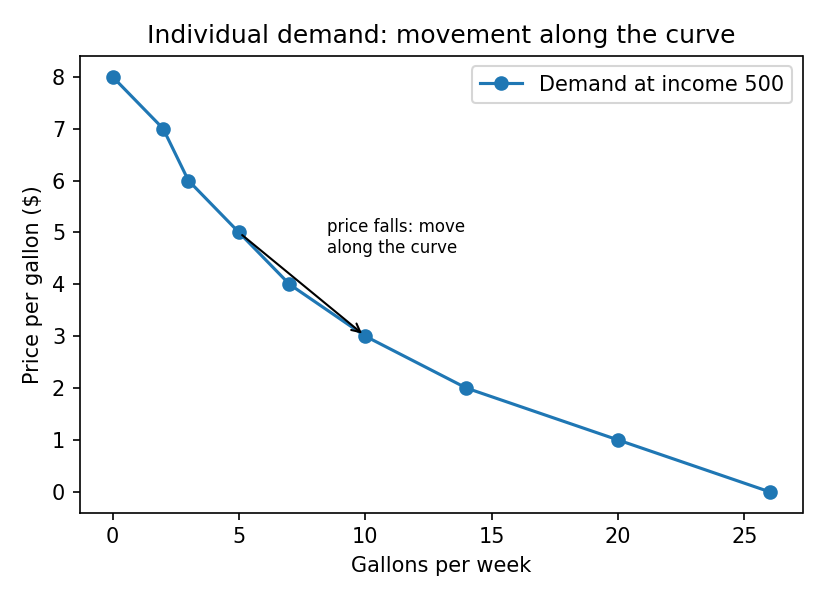 Individual demand: movement along the curve
Demand at income 500
price falls: move
along the curve
Price per gallon ($)
8
7
6
5
4
3
2
1
0
0 5 10 15 20 25
Gallons per week